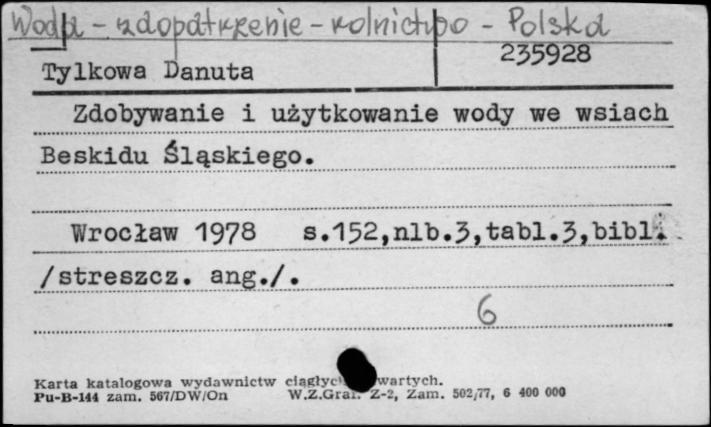 Woda - zdopatrzenie - rolnictwo - Polska
235928
Tylkowa Danuta
Zdobywanie i użytkowanie wody we wsiach
Beskidu Śląskiego.
Wrocław 1978 s.152,nlb.3,tabl.3,bibl.
/streszcz. ang./.
6
Karta katalogowa wydawnictw
Pu-B-144 zam. 567/DW/On W.Z.Graf. Z-2, Zam. 502/77, 6 400 000